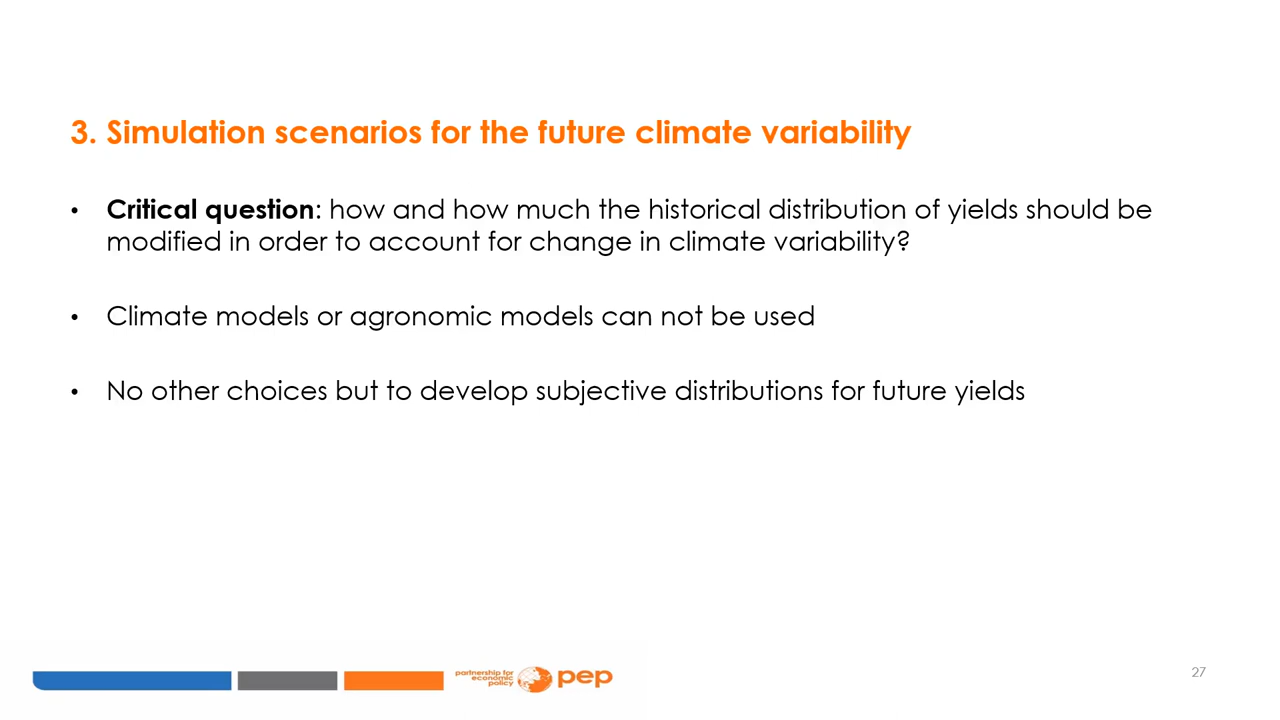 3. Simulation scenarios for the future climate variability
• Critical question: how and how much the historical distribution of yields should be
modified in order to account for change in climate variability?
• Climate models or agronomic models can not be used
• No other choices but to develop subjective distributions for future yields
partnership for
economic
policy
pep
27